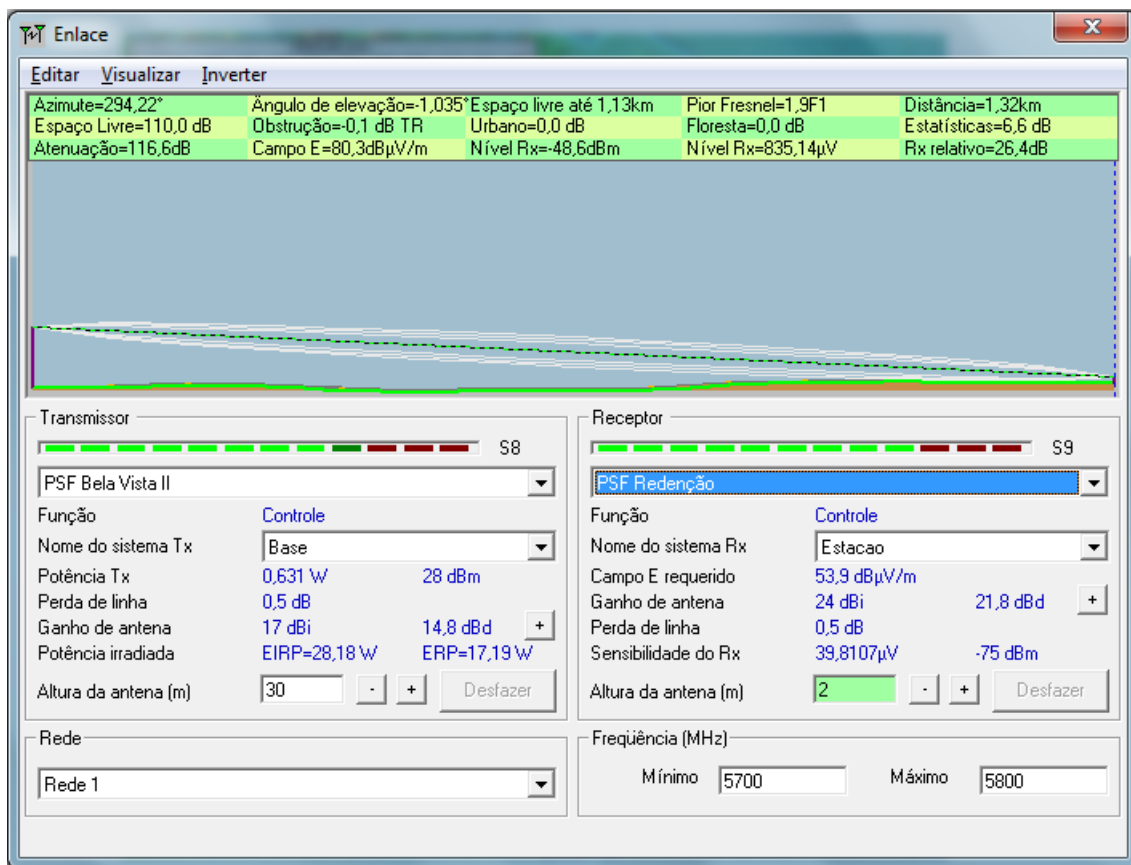 Enlace
Editar Visualizar Inverter
Azimute=294,22° Ângulo de elevação=-1,035° Espaço livre até 1,13km Pior Fresnel=1,9F1 Distância=1,32km
Espaço Livre=110,0 dB Obstrução=-0,1 dB TR Urbano=0,0 dB Floresta=0,0 dB Estatísticas=6,6 dB
Atenuação=116,6dB Campo E=80,3dBµV/m Nível Rx=-48,6dBm Nível Rx=835,14µV Rx relativo=26,4dB
Transmissor
S8
PSF Bela Vista II
Função Controle
Nome do sistema Tx Base
Potência Tx 0,631 W 28 dBm
Perda de linha 0,5 dB
Ganho de antena 17 dBi 14,8 dBd +
Potência irradiada EIRP=28,18 W ERP=17,19 W
Altura da antena (m) 30 - + Desfazer
Rede
Rede 1
Receptor
S9
PSF Redenção
Função Controle
Nome do sistema Rx Estacao
Campo E requerido 53,9 dBµV/m
Ganho de antena 24 dBi 21,8 dBd +
Perda de linha 0,5 dB
Sensibilidade do Rx 39,8107µV -75 dBm
Altura da antena (m) 2 - + Desfazer
Freqüência (MHz)
Mínimo 5700 Máximo 5800